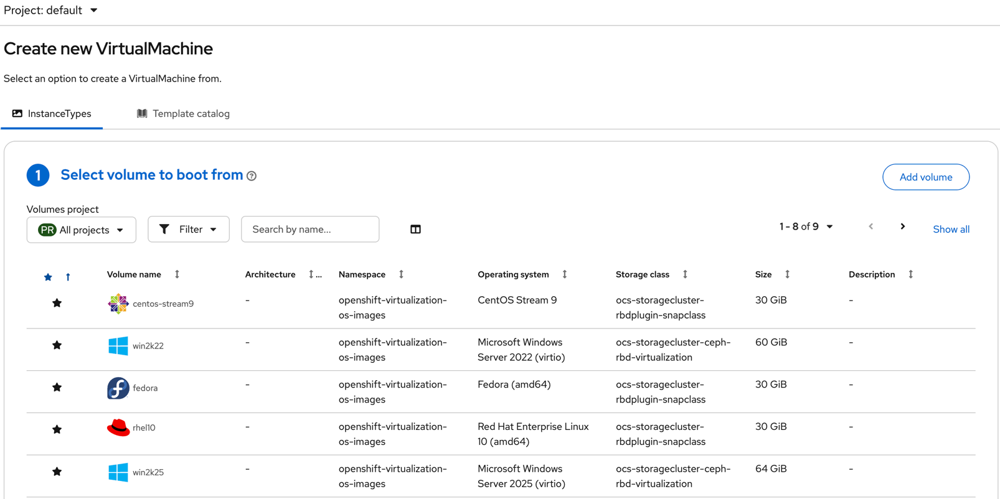 Project: default
Create new VirtualMachine
Select an option to create a VirtualMachine from.
InstanceTypes Template catalog
1 Select volume to boot from Add volume
Volumes project
PR All projects Filter Search by name... 1 - 8 of 9 Show all
Volume name Architecture ... Namespace Operating system Storage class Size Description
centos-stream9 - openshift-virtualization- CentOS Stream 9 ocs-storagecluster- 30 GiB -
os-images rbdplugin-snapclass
win2k22 - openshift-virtualization- Microsoft Windows ocs-storagecluster-ceph- 60 GiB -
os-images Server 2022 (virtio) rbd-virtualization
fedora - openshift-virtualization- Fedora (amd64) ocs-storagecluster- 30 GiB -
os-images rbdplugin-snapclass
rhel10 - openshift-virtualization- Red Hat Enterprise Linux ocs-storagecluster- 30 GiB -
os-images 10 (amd64) rbdplugin-snapclass
win2k25 - openshift-virtualization- Microsoft Windows ocs-storagecluster-ceph- 64 GiB -
os-images Server 2025 (virtio) rbd-virtualization